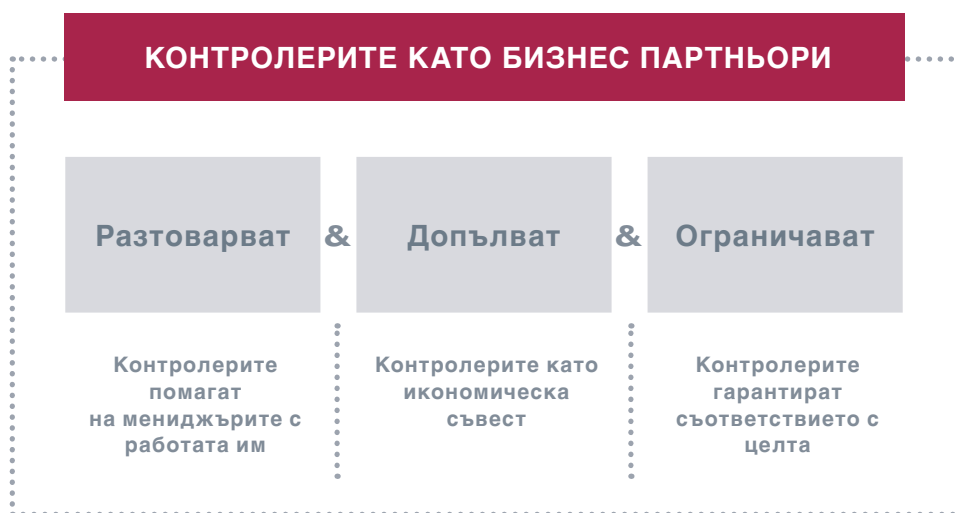 КОНТРОЛЕРИТЕ КАТО БИЗНЕС ПАРТНЬОРИ
Разтоварват & Допълват & Ограничават
Контролерите
помагат
на мениджърите с
работата им
Контролерите като
икономическа
съвест
Контролерите
гарантират
съответствието с
целта